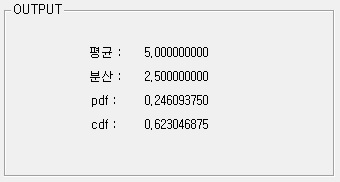 OUTPUT
평균 : 5,000000000
분산 : 2,500000000
pdf : 0,246093750
cdf : 0,623046875